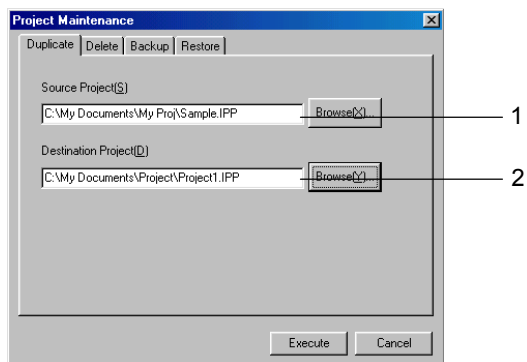 Project Maintenance
Duplicate Delete Backup Restore
Source Project(S)
C:\My Documents\My Proj\Sample.IPP Browse(X)... 1
Destination Project(D)
C:\My Documents\Project\Project1.IPP Browse(Y)... 2
Execute Cancel